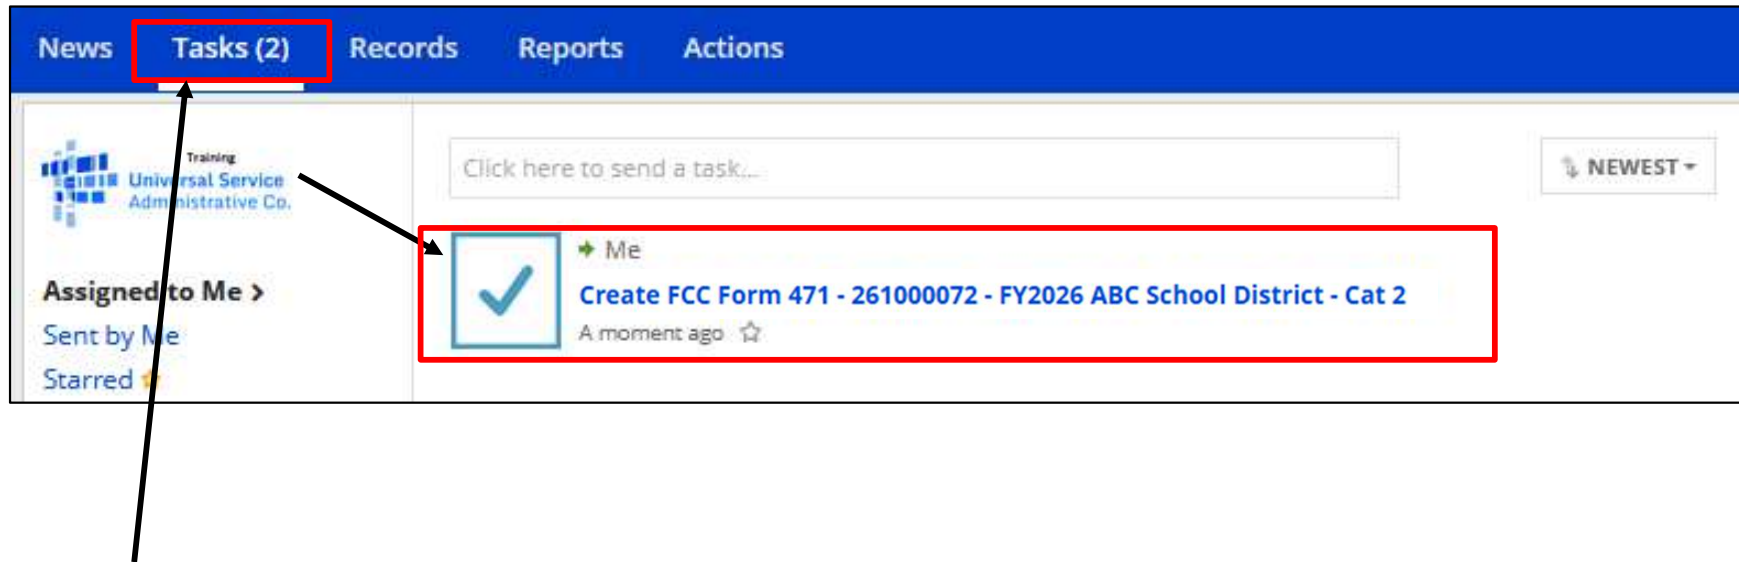 News Tasks (2) Records Reports Actions
Training
Universal Service
Administrative Co.
Click here to send a task...
NEWEST
Me
Create FCC Form 471 - 261000072 - FY2026 ABC School District - Cat 2
A moment ago
Assigned to Me >
Sent by Me
Starred